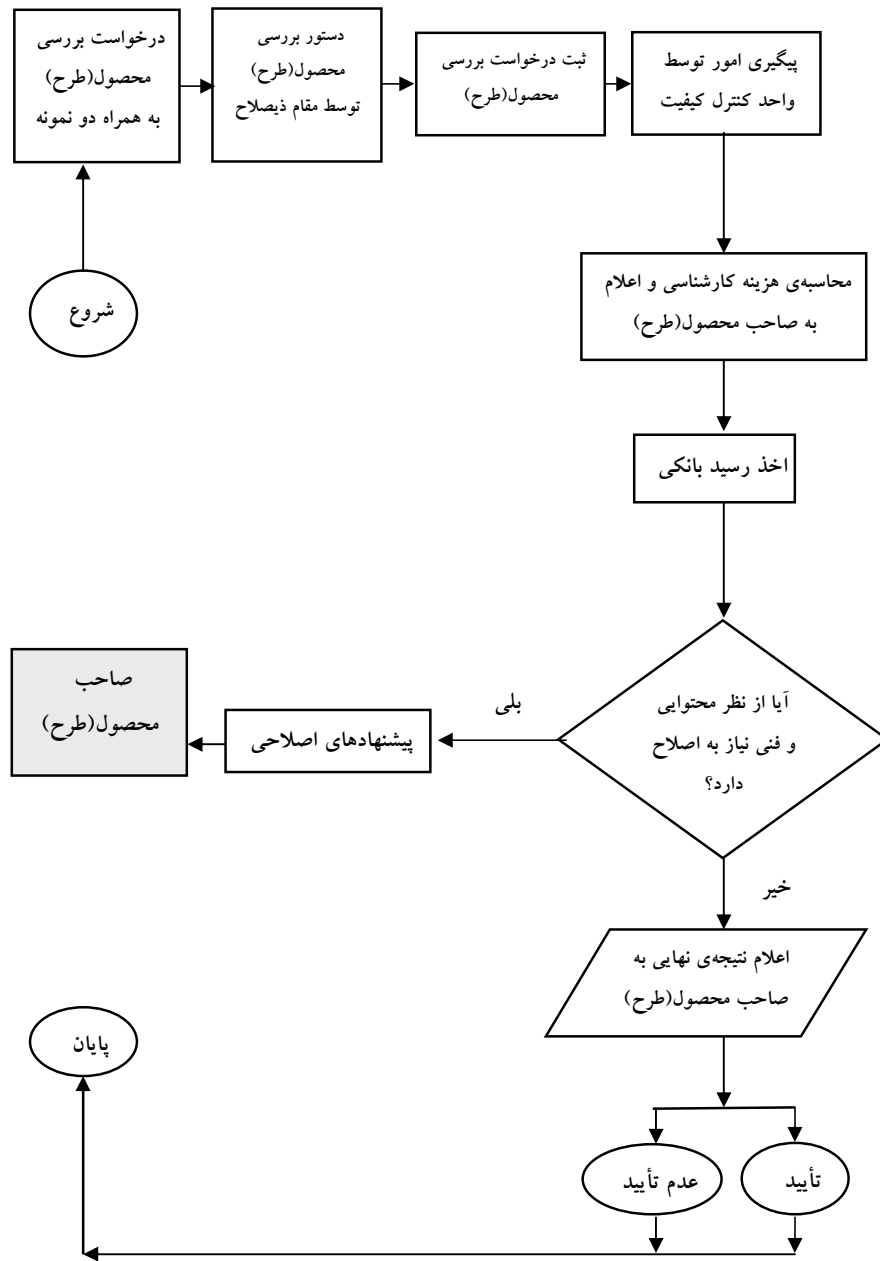 درخواست بررسی
محصول(طرح)
به همراه دو نمونه
دستور بررسی
محصول(طرح)
توسط مقام ذیصلاح
ثبت درخواست بررسی
محصول(طرح)
پیگیری امور توسط
واحد کنترل کیفیت
شروع
محاسبه‌ی هزینه کارشناسی و اعلام
به صاحب محصول(طرح)
اخذ رسید بانکی
آیا از نظر محتوایی
و فنی نیاز به اصلاح
دارد؟
بلی
پیشنهادهای اصلاحی
صاحب
محصول(طرح)
خیر
اعلام نتیجه‌ی نهایی به
صاحب محصول(طرح)
تأیید
عدم تأیید
پایان